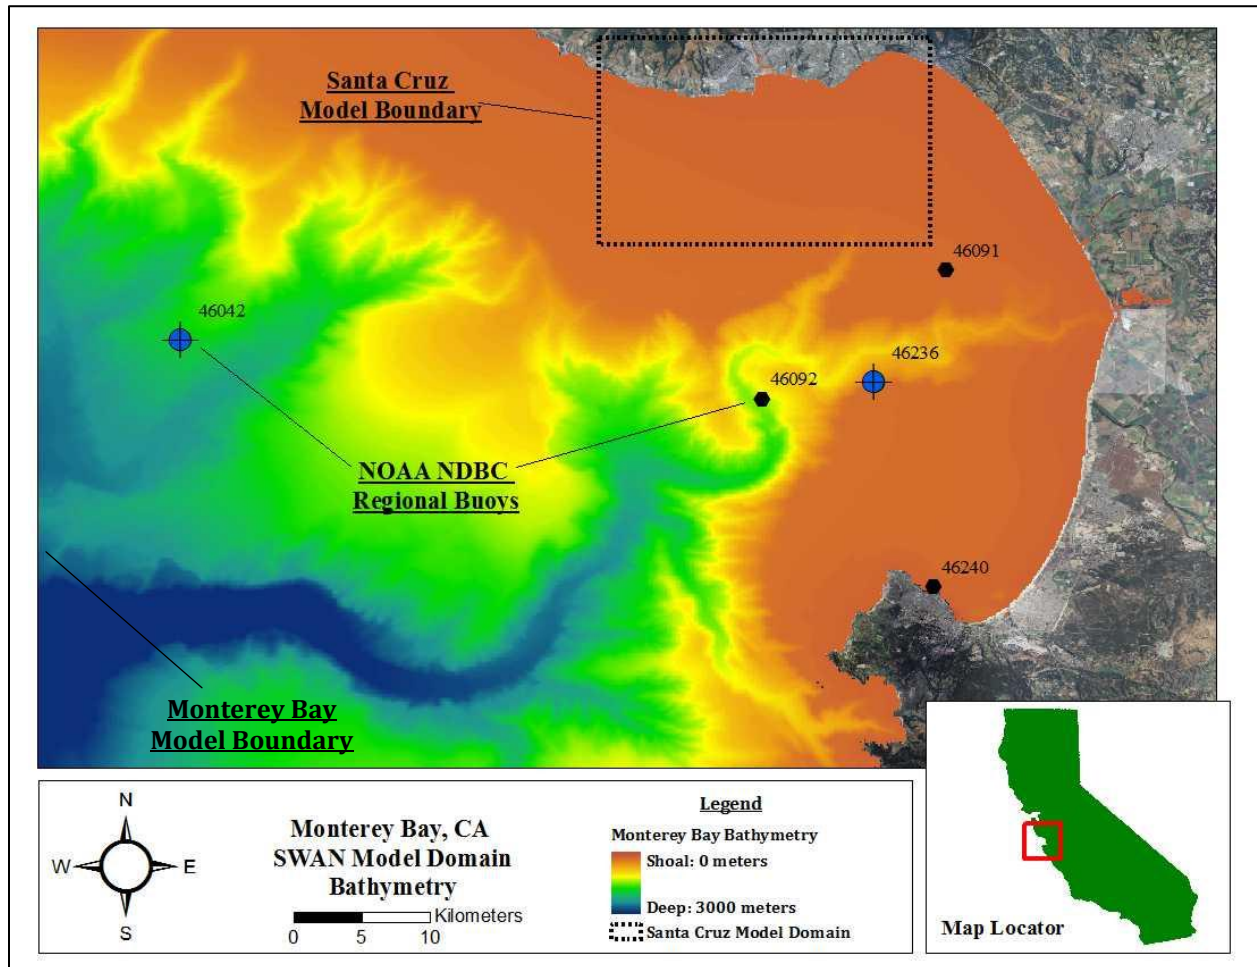 Santa Cruz
Model Boundary
46091
46042
46236
46092
NOAA NDBC
Regional Buoys
46240
Monterey Bay
Model Boundary
N
W
E
S
Monterey Bay, CA
SWAN Model Domain
Bathymetry
Kilometers
0 5 10
Legend
Monterey Bay Bathymetry
Shoal: 0 meters
Deep: 3000 meters
Santa Cruz Model Domain
Map Locator